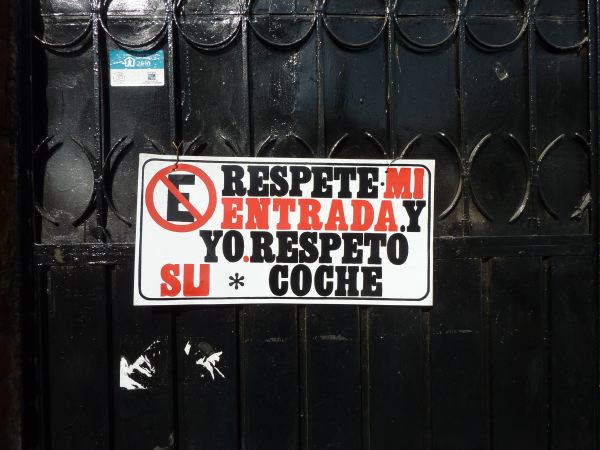 E RESPETE·MI
ENTRADA.Y
YO.RESPETO
SU * COCHE